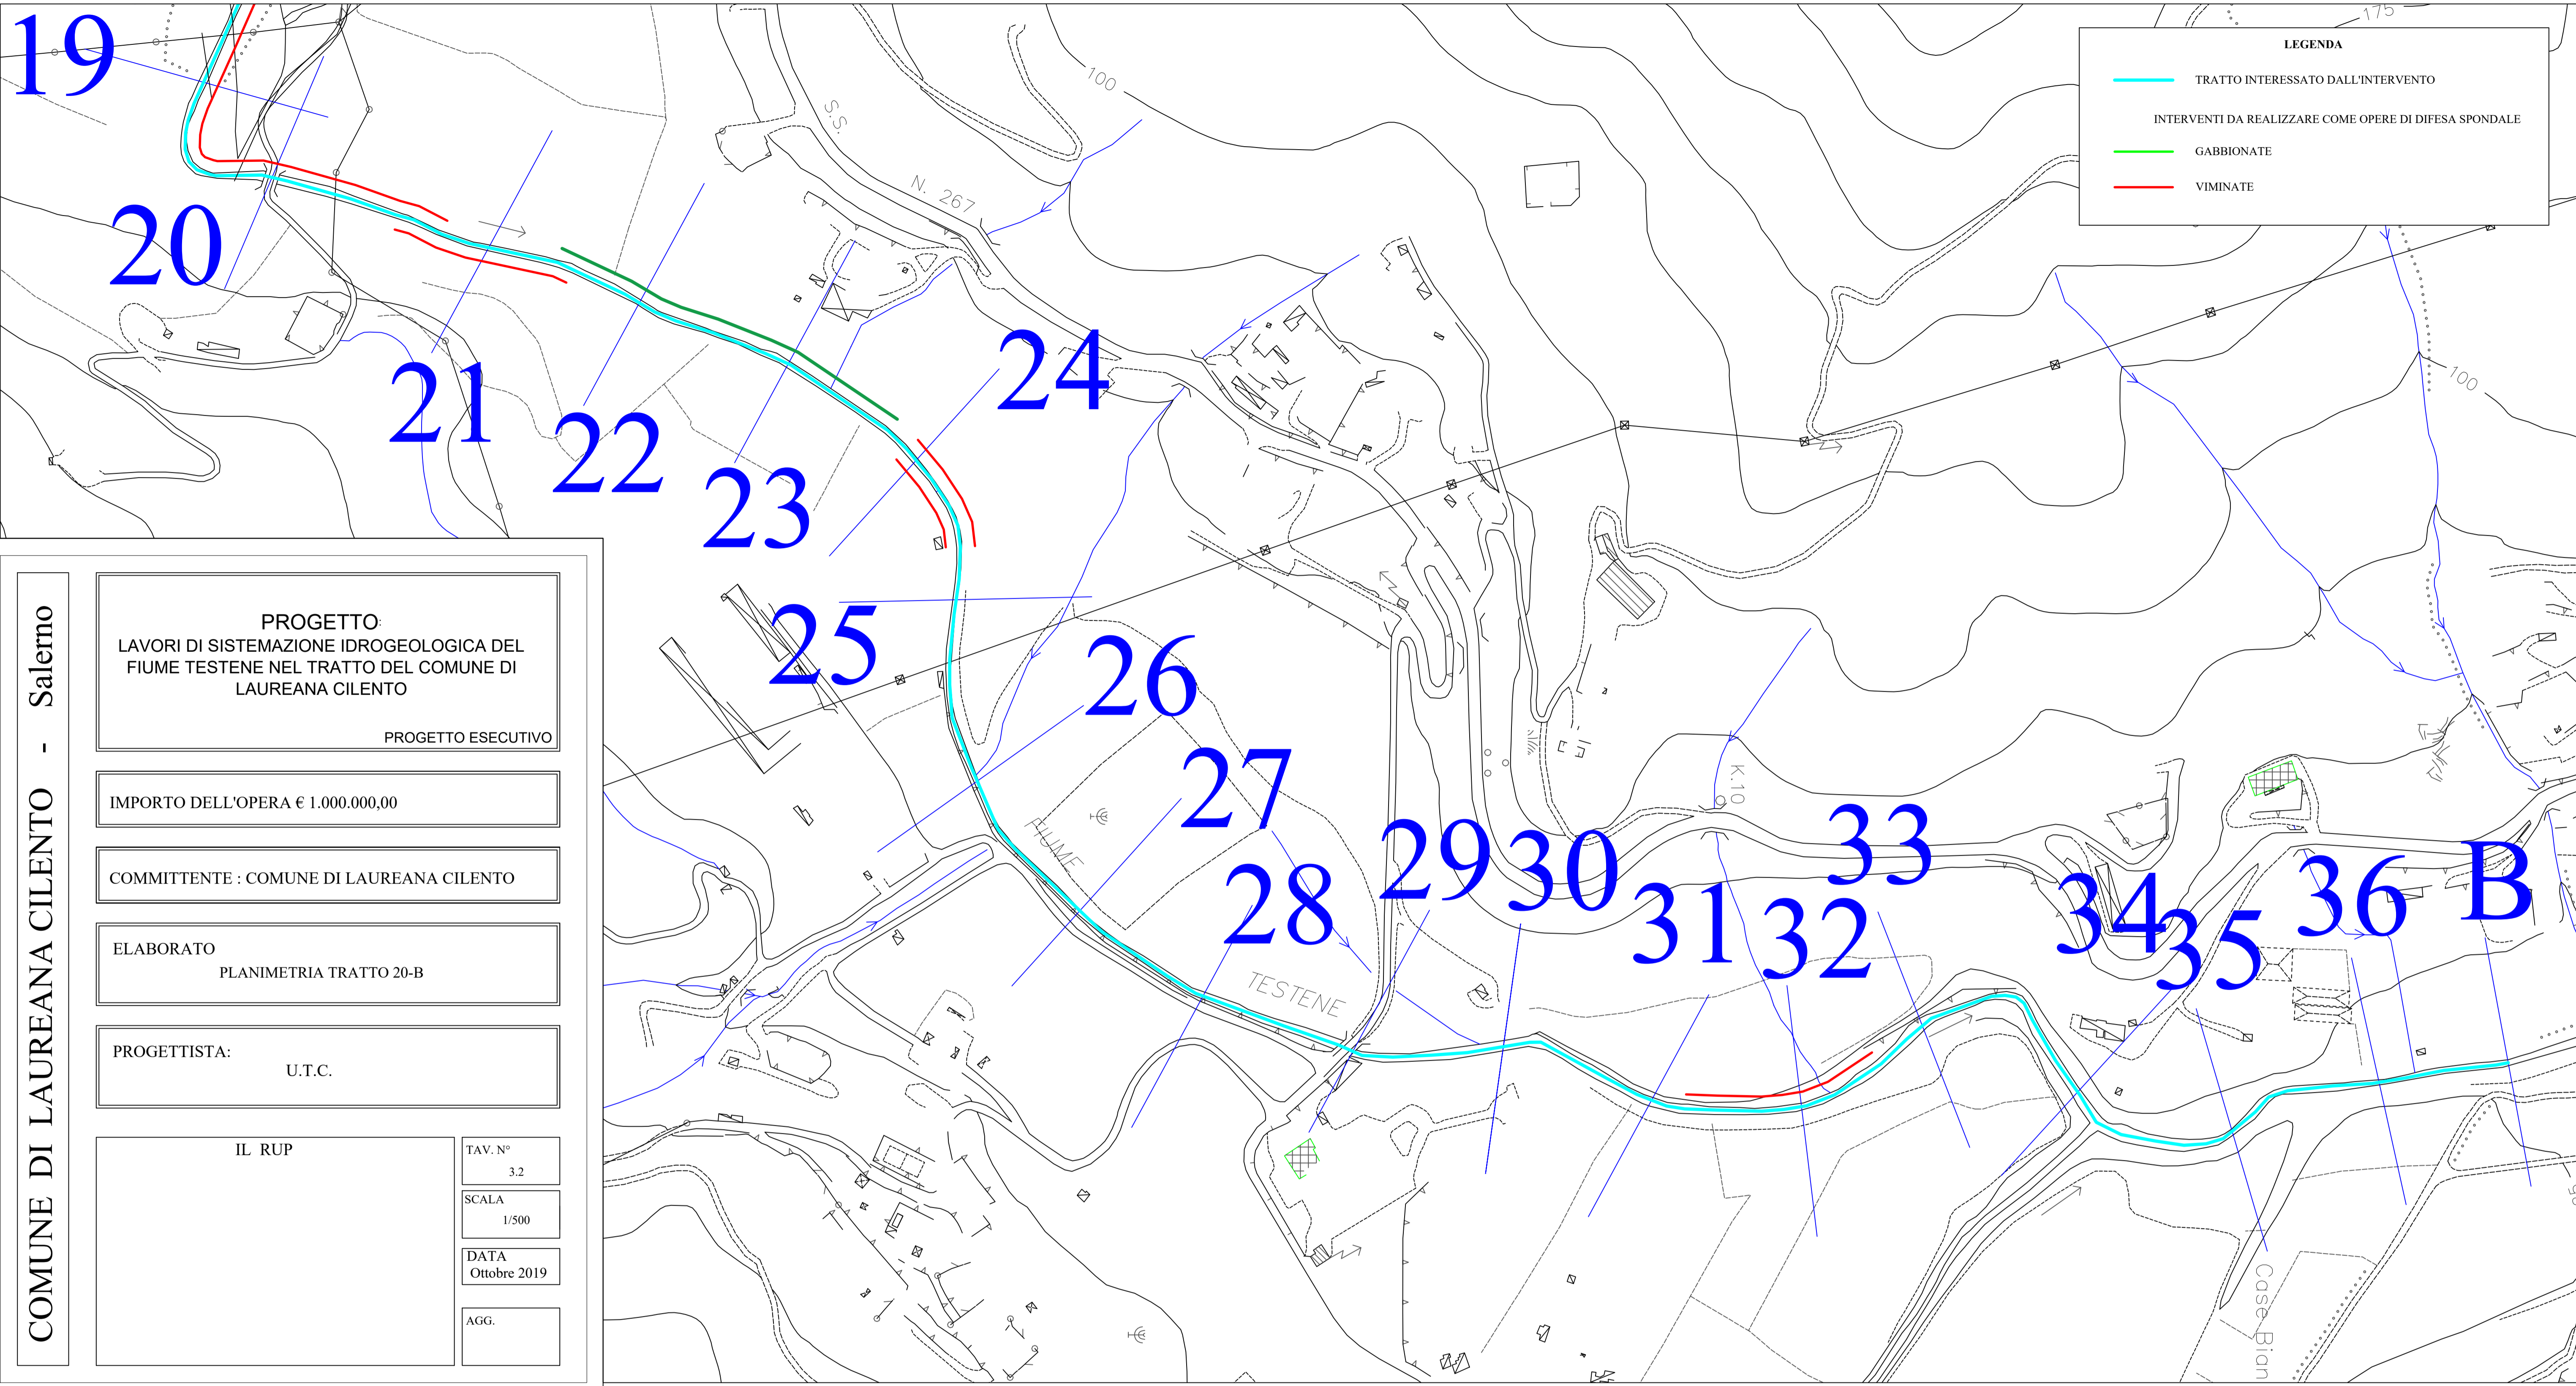 19
20
21
22
23
24
25
26
27
28
29
30
31
32
33
34
35
36
B
S.S.
N. 267
100
175
100
K.10
FIUME
TESTENE
Case Bian
LEGENDA
TRATTO INTERESSATO DALL'INTERVENTO
INTERVENTI DA REALIZZARE COME OPERE DI DIFESA SPONDALE
GABBIONATE
VIMINATE
COMUNE DI LAUREANA CILENTO - Salerno
PROGETTO:
LAVORI DI SISTEMAZIONE IDROGEOLOGICA DEL
FIUME TESTENE NEL TRATTO DEL COMUNE DI
LAUREANA CILENTO
PROGETTO ESECUTIVO
IMPORTO DELL'OPERA € 1.000.000,00
COMMITTENTE : COMUNE DI LAUREANA CILENTO
ELABORATO
PLANIMETRIA TRATTO 20-B
PROGETTISTA:
U.T.C.
IL RUP
TAV. N°
3.2
SCALA
1/500
DATA
Ottobre 2019
AGG.